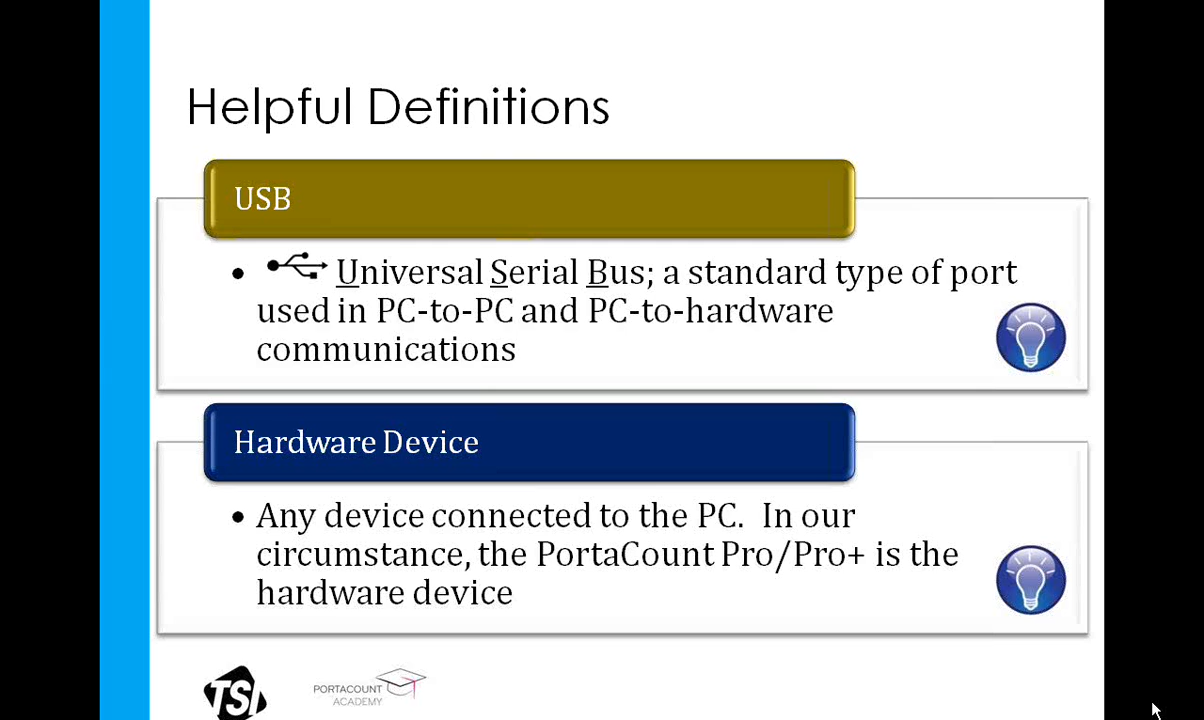 Helpful Definitions
USB
• Universal Serial Bus; a standard type of port
used in PC-to-PC and PC-to-hardware
communications
Hardware Device
• Any device connected to the PC.  In our
circumstance, the PortaCount Pro/Pro+ is the
hardware device
TSI
PORTACOUNT
ACADEMY